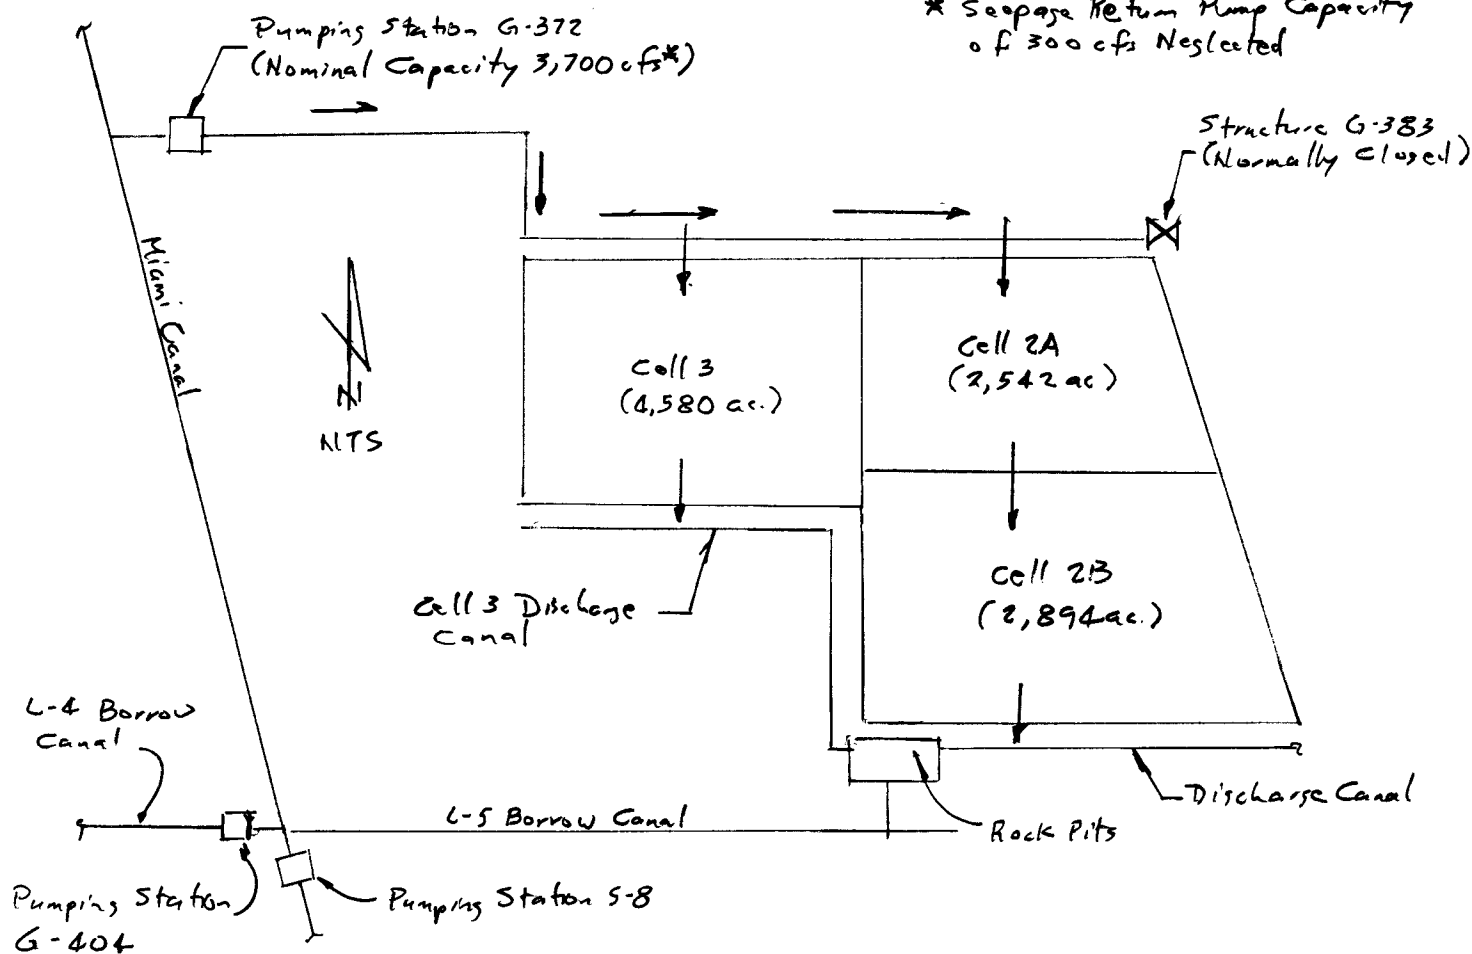 * Seepage Return Pump Capacity
of 300 cfs Neglected
Pumping Station G-372
(Nominal Capacity 3,700 cfs*)
Structure G-383
(Normally Closed)
Miami Canal
N
NTS
Cell 3
(4,580 ac.)
Cell 2A
(2,542 ac)
Cell 2B
(2,894 ac.)
Cell 3 Discharge
Canal
L-4 Borrow
Canal
L-5 Borrow Canal
Rock Pits
Discharge Canal
Pumping Station
G-404
Pumping Station S-8